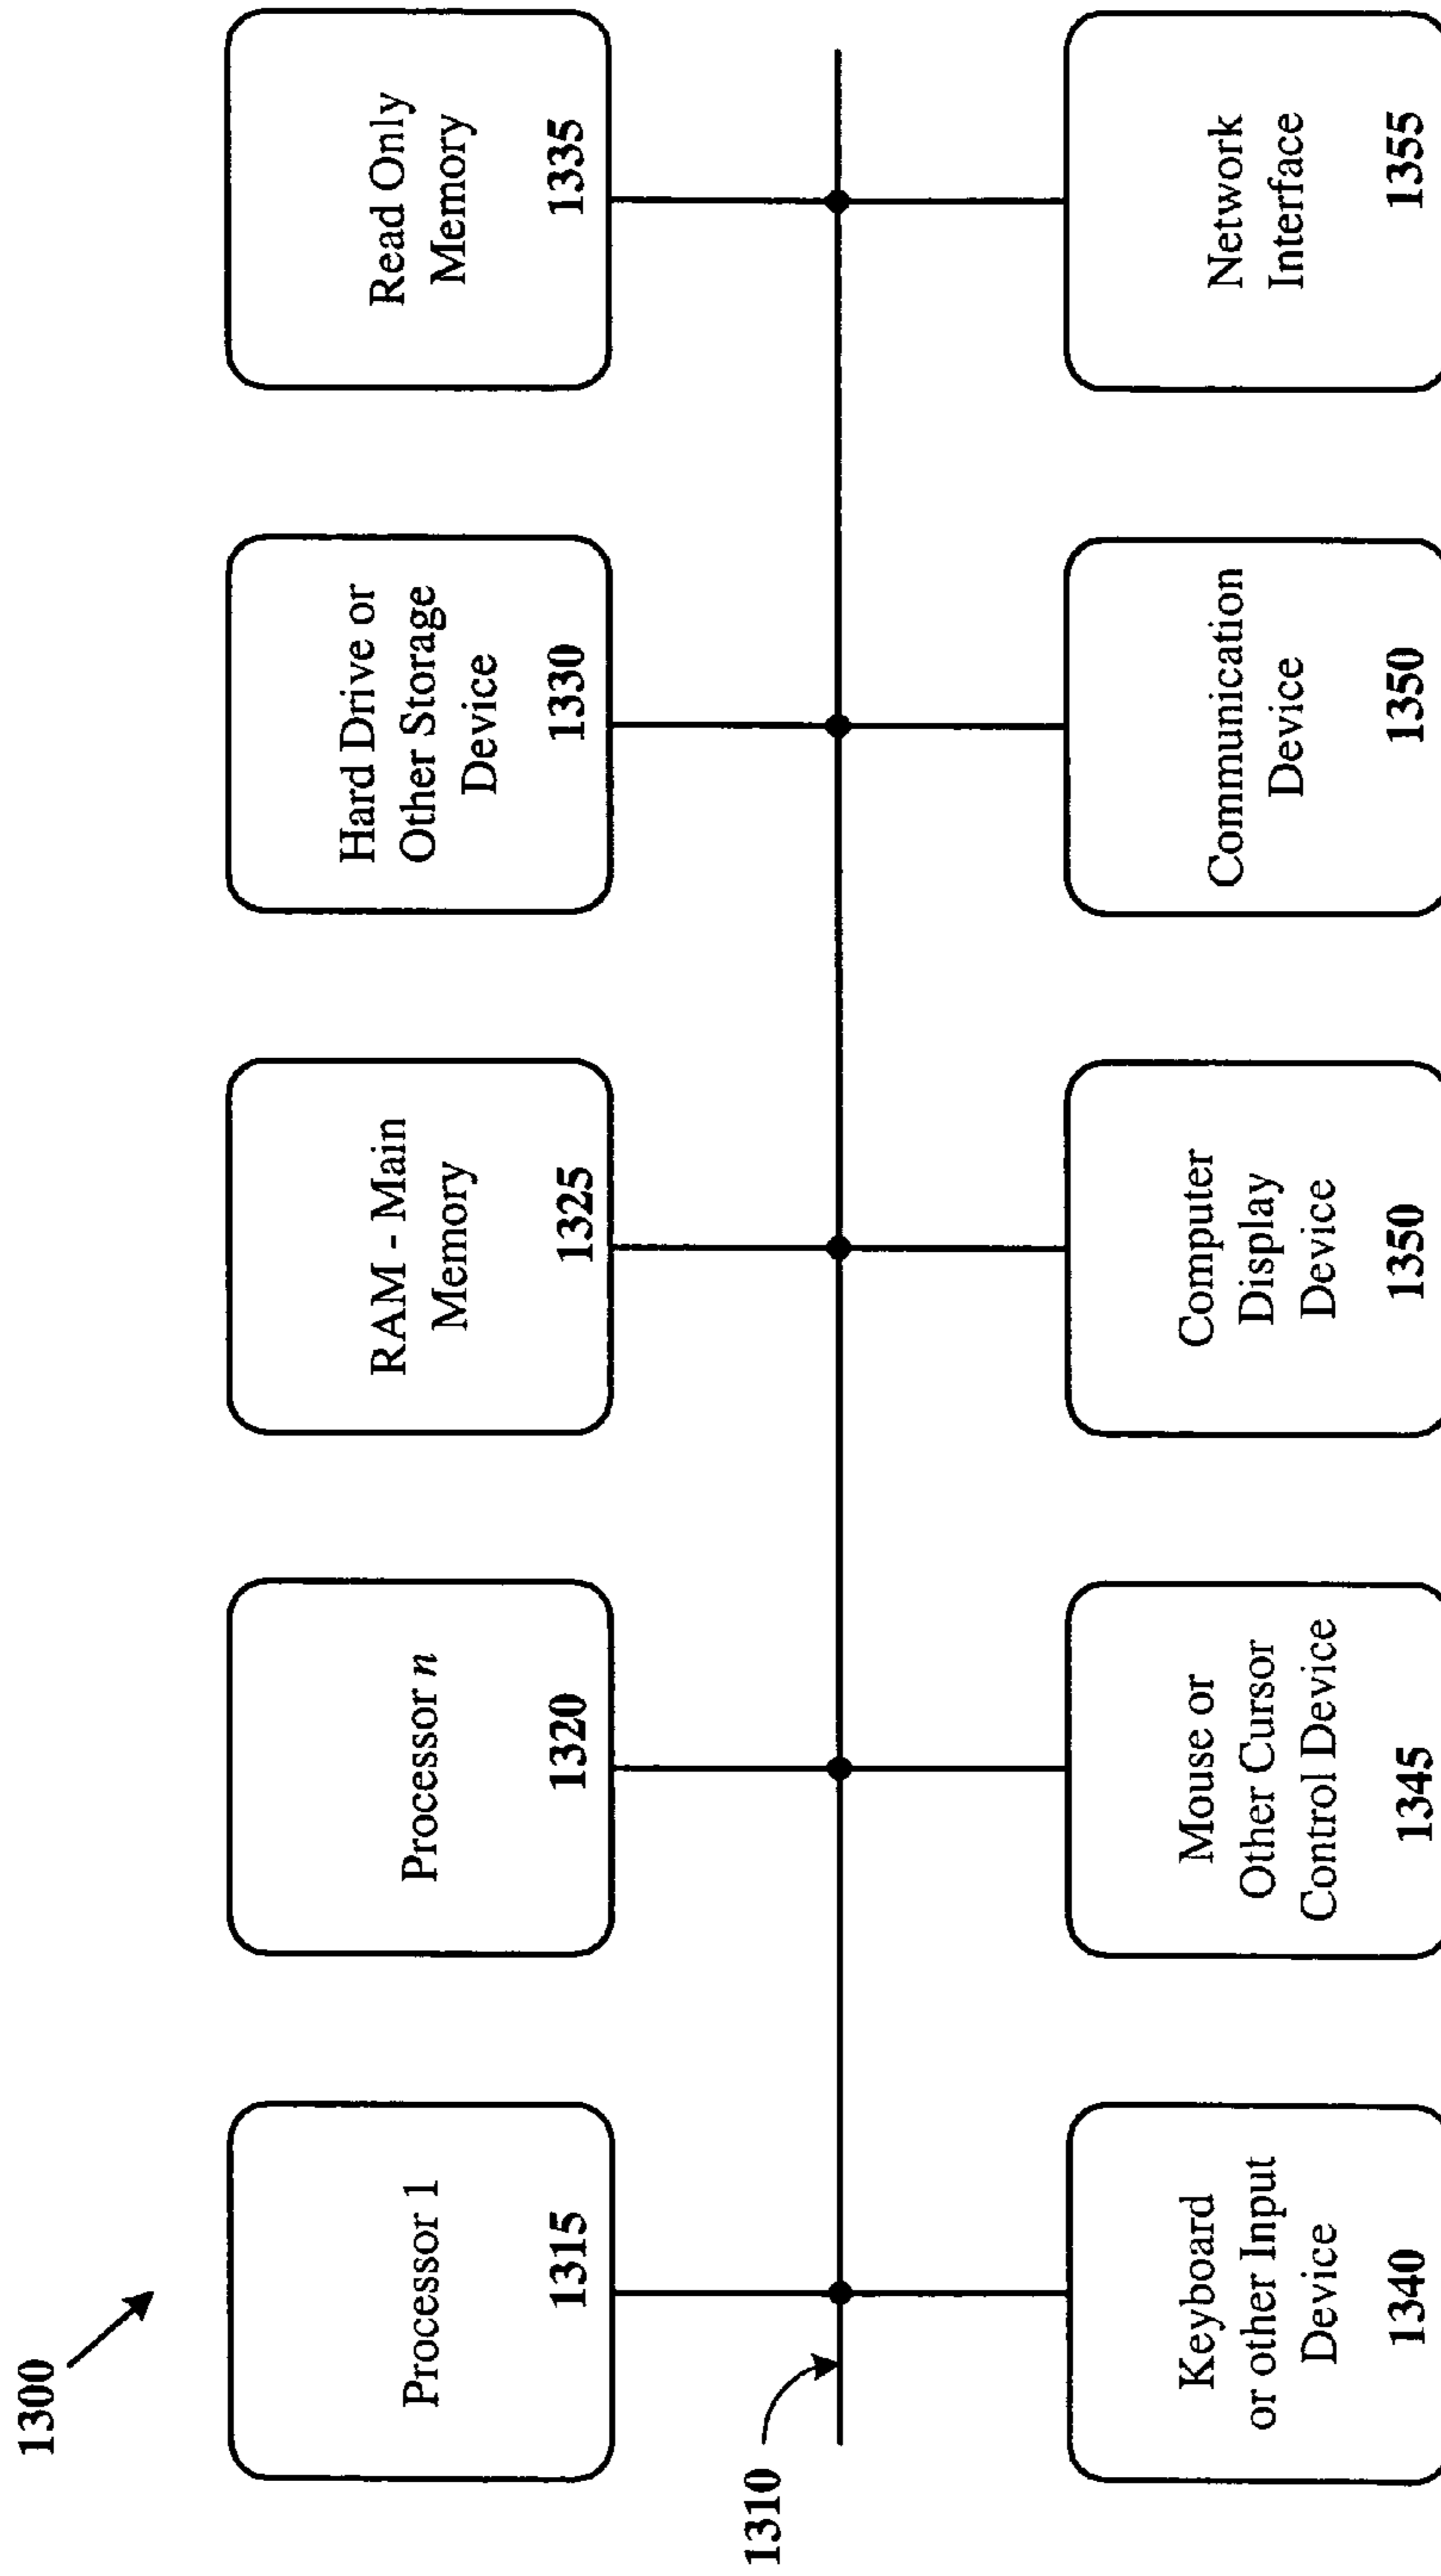 1300
Processor 1
1315
Processor n
1320
RAM - Main
Memory
1325
Hard Drive or
Other Storage
Device
1330
Read Only
Memory
1335
1310
Keyboard
or other Input
Device
1340
Mouse or
Other Cursor
Control Device
1345
Computer
Display
Device
1350
Communication
Device
1350
Network
Interface
1355